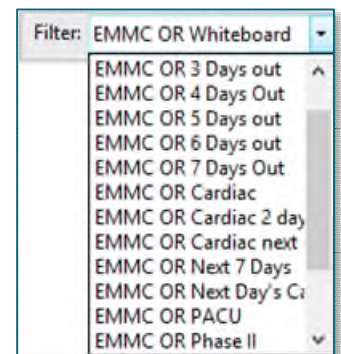 Filter: EMMC OR Whiteboard
EMMC OR 3 Days out
EMMC OR 4 Days Out
EMMC OR 5 Days out
EMMC OR 6 Days out
EMMC OR 7 Days Out
EMMC OR Cardiac
EMMC OR Cardiac 2 day
EMMC OR Cardiac next
EMMC OR Next 7 Days
EMMC OR Next Day's
EMMC OR PACU
EMMC OR Phase II